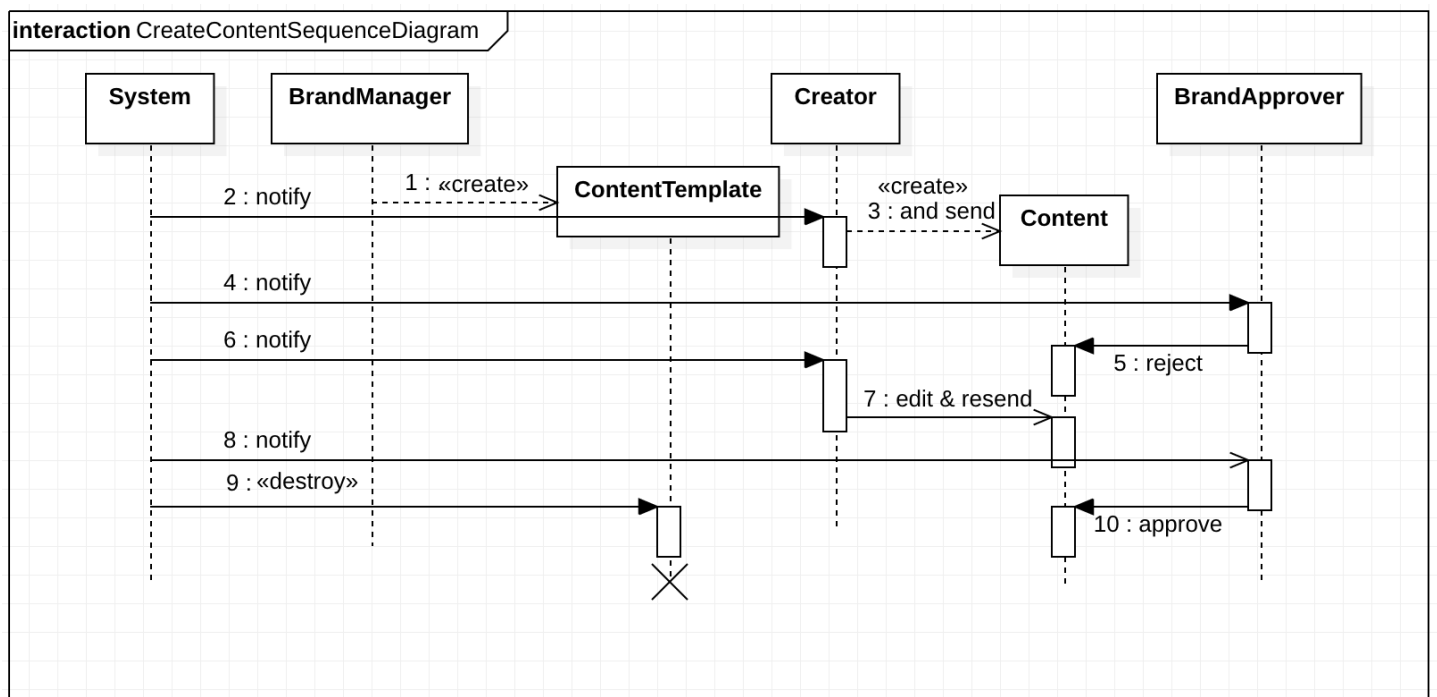 interaction CreateContentSequenceDiagram
System
BrandManager
Creator
BrandApprover
ContentTemplate
Content
1 : «create»
2 : notify
«create»
3 : and send
4 : notify
5 : reject
6 : notify
7 : edit & resend
8 : notify
9 : «destroy»
10 : approve